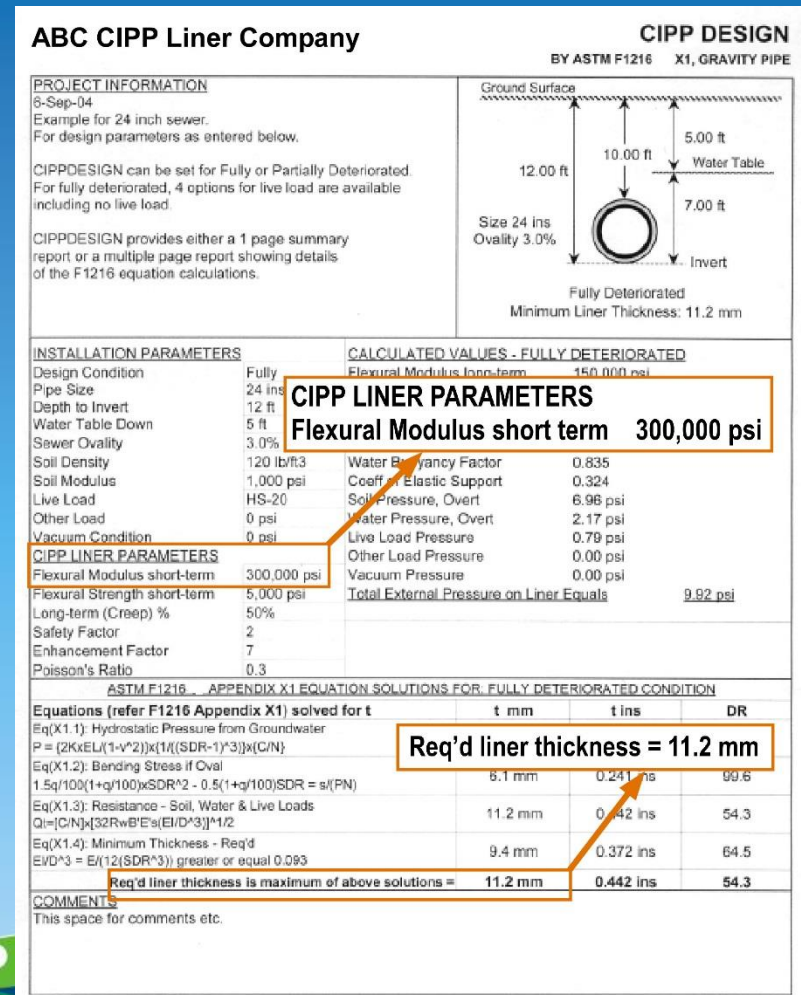 ABC CIPP Liner Company
CIPP DESIGN
BY ASTM F1216 X1, GRAVITY PIPE
PROJECT INFORMATION
6-Sep-04
Example for 24 inch sewer.
For design parameters as entered below.
CIPPDESIGN can be set for Fully or Partially Deteriorated.
For fully deteriorated, 4 options for live load are available
including no live load.
CIPPDESIGN provides either a 1 page summary
report or a multiple page report showing details
of the F1216 equation calculations.
Ground Surface
5.00 ft
10.00 ft
Water Table
12.00 ft
7.00 ft
Size 24 ins
Ovality 3.0%
Invert
Fully Deteriorated
Minimum Liner Thickness: 11.2 mm
INSTALLATION PARAMETERS
Design Condition Fully
Pipe Size 24 ins
Depth to Invert 12 ft
Water Table Down 5 ft
Sewer Ovality 3.0%
Soil Density 120 lb/ft3
Soil Modulus 1,000 psi
Live Load HS-20
Other Load 0 psi
Vacuum Condition 0 psi
CIPP LINER PARAMETERS
Flexural Modulus short-term 300,000 psi
Flexural Strength short-term 5,000 psi
Long-term (Creep) % 50%
Safety Factor 2
Enhancement Factor 7
Poisson's Ratio 0.3
CALCULATED VALUES - FULLY DETERIORATED
Flexural Modulus long-term 150,000 psi
CIPP LINER PARAMETERS
Flexural Modulus short term 300,000 psi
Water Buoyancy Factor 0.835
Coeff of Elastic Support 0.324
Soil Pressure, Overt 6.96 psi
Water Pressure, Overt 2.17 psi
Live Load Pressure 0.79 psi
Other Load Pressure 0.00 psi
Vacuum Pressure 0.00 psi
Total External Pressure on Liner Equals 9.92 psi
ASTM F1216 APPENDIX X1 EQUATION SOLUTIONS FOR: FULLY DETERIORATED CONDITION
Equations (refer F1216 Appendix X1) solved for t t mm t ins DR
Eq(X1.1): Hydrostatic Pressure from Groundwater
P = {2KxEL/(1-v^2)}x{1/((SDR-1)^3)}x{C/N}
Req'd liner thickness = 11.2 mm
Eq(X1.2): Bending Stress if Oval
1.5q/100(1+q/100)xSDR^2 - 0.5(1+q/100)SDR = s/(PN)
6.1 mm 0.241 ins 99.6
Eq(X1.3): Resistance - Soil, Water & Live Loads
Qt=[C/N]x[32RwB'E's(EI/D^3)]^1/2
11.2 mm 0.442 ins 54.3
Eq(X1.4): Minimum Thickness - Req'd
EI/D^3 = E/(12(SDR^3)) greater or equal 0.093
9.4 mm 0.372 ins 64.5
Req'd liner thickness is maximum of above solutions = 11.2 mm 0.442 ins 54.3
COMMENTS
This space for comments etc.